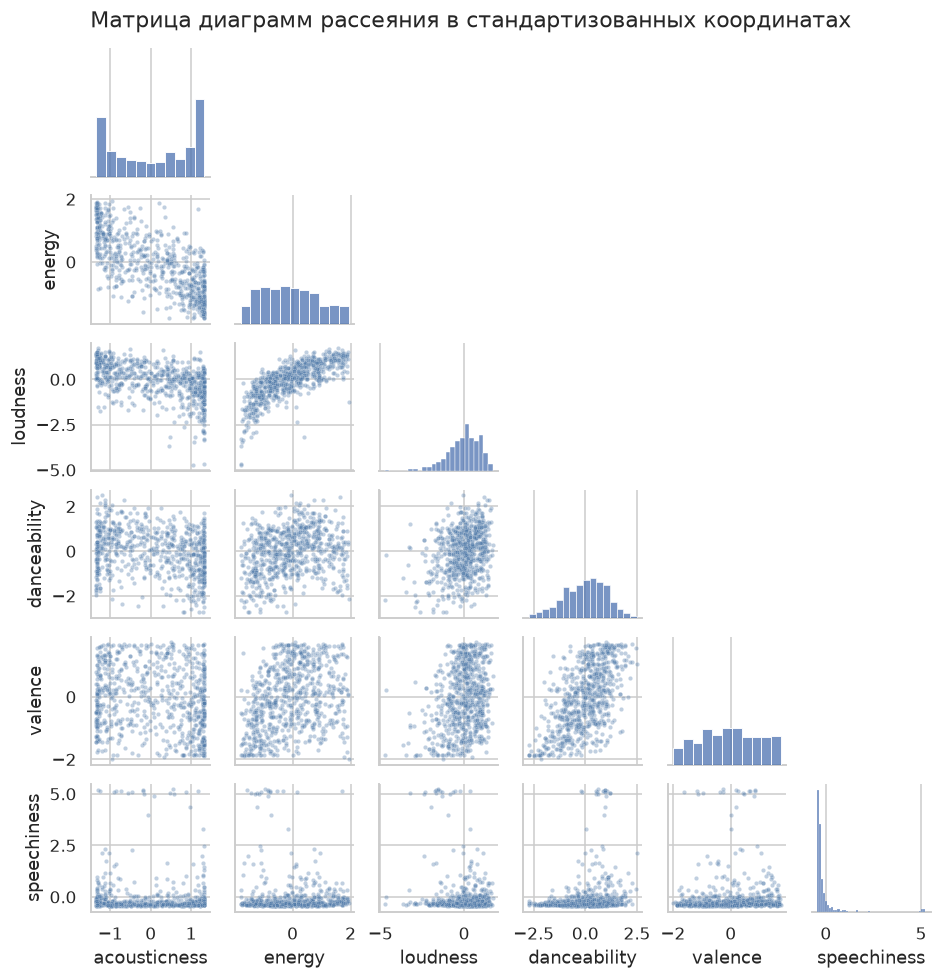 Матрица диаграмм рассеяния в стандартизованных координатах
2
0
energy
0.0
−2.5
−5.0
loudness
2
0
−2
danceability
0
−2
valence
5.0
2.5
0.0
speechiness
−1 0 1 0 2 −5 0 −2.5 0.0 2.5 −2 0 0 5
acousticness energy loudness danceability valence speechiness